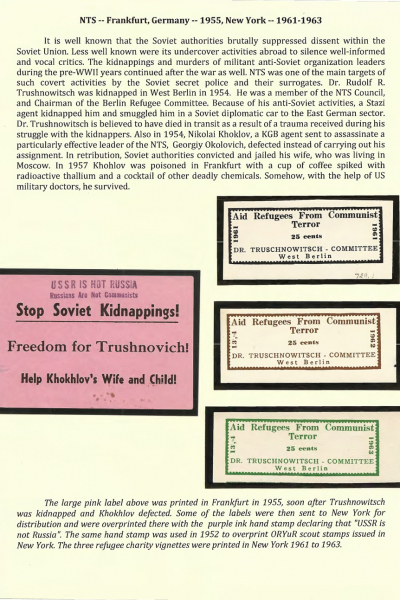 NTS -- Frankfurt, Germany -- 1955, New York -- 1961-1963
It is well known that the Soviet authorities brutally suppressed dissent within the
Soviet Union. Less well known were its undercover activities abroad to silence well-informed
and vocal critics. The kidnappings and murders of militant anti-Soviet organization leaders
during the pre-WWII years continued after the war as well. NTS was one of the main targets
of such covert activities by the Soviet secret police and their surrogates. Dr. Rudolf R.
Trushnowitsch was kidnapped in West Berlin in 1954. He was a member of the NTS Council,
and Chairman of the Berlin Refugee Committee. Because of his anti-Soviet activities, a Stazi
agent kidnapped him and smuggled him in a Soviet diplomatic car to the East German sector.
Dr. Trushnowitsch is believed to have died in transit as a result of a trauma received during his
struggle with the kidnappers. Also in 1954, Nikolai Khoklov, a KGB agent sent to assassinate a
particularly effective leader of the NTS, Georgiy Okolovich, defected instead of carrying out his
assignment. In retribution, Soviet authorities convicted and jailed his wife, who was living in
Moscow. In 1957 Khohlov was poisoned in Frankfurt with a cup of coffee spiked with
radioactive thallium and a cocktail of other deadly chemicals. Somehow, with the help of US
military doctors, he survived.
Aid Refugees From Communist
Terror
25 cents
1961
1961
DR. TRUSCHNOWITSCH - COMMITTEE
West Berlin
USSR IS NOT RUSSIA
Russians Are Not Communists
Stop Soviet Kidnappings!
Freedom for Trushnovich!
Help Khokhlov's Wife and Child!
Aid Refugees From Communist
Terror
25 cents
13.4
1962
DR. TRUSCHNOWITSCH - COMMITTEE
West Berlin
Aid Refugees From Communist
Terror
25 cents
13.4
1963
DR. TRUSCHNOWITSCH - COMMITTEE
West Berlin
The large pink label above was printed in Frankfurt in 1955, soon after Trushnowitsch
was kidnapped and Khokhlov defected. Some of the labels were then sent to New York for
distribution and were overprinted there with the purple ink hand stamp declaring that "USSR
is not Russia". The same hand stamp was used in 1952 to overprint ORYuR scout stamps issued
in New York. The three refugee charity vignettes were printed in New York 1961 to 1963.